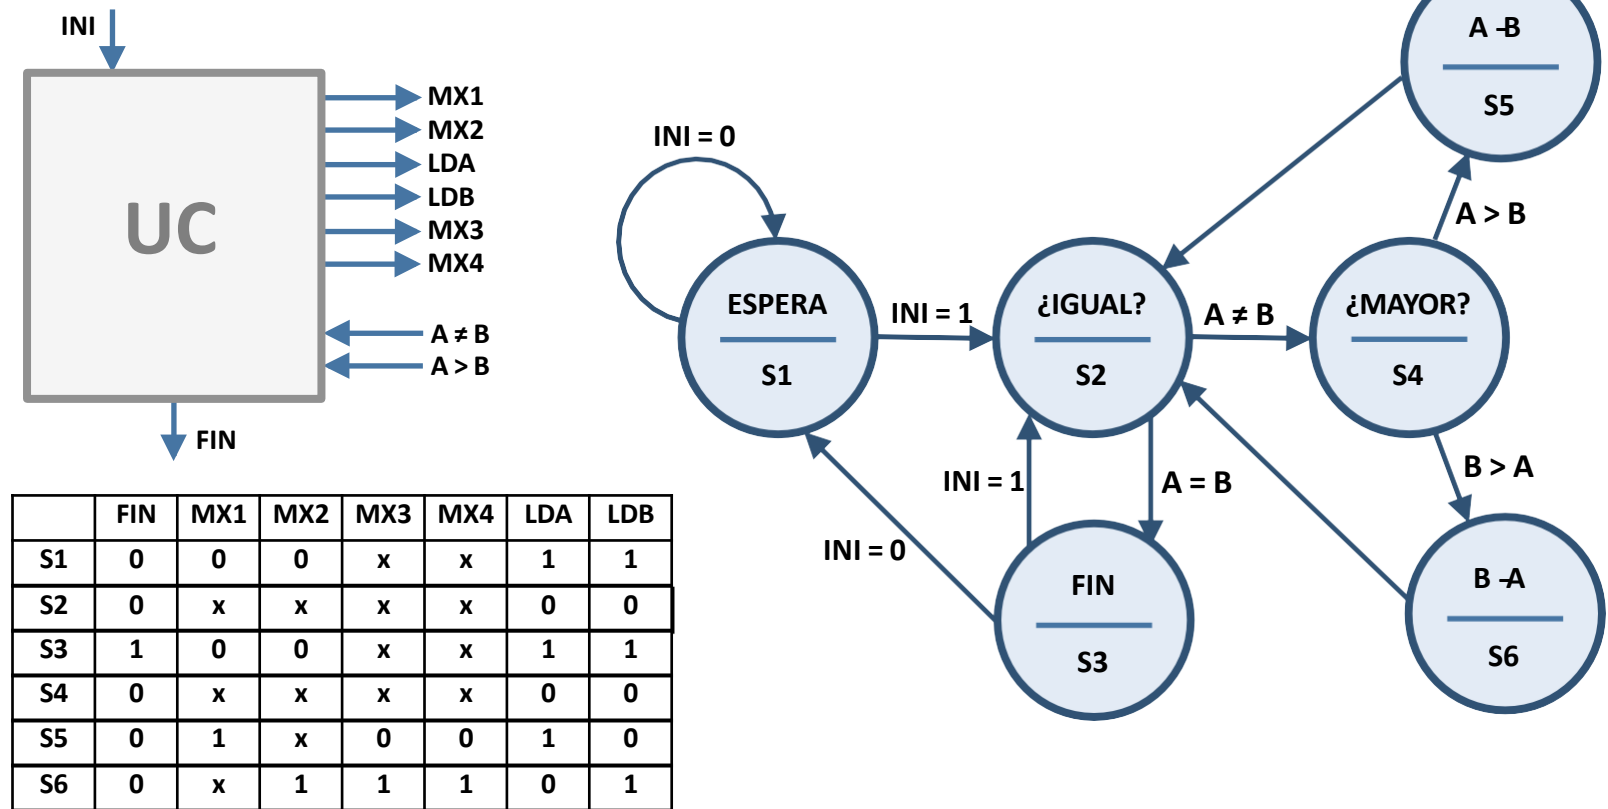 INI
UC
MX1
MX2
LDA
LDB
MX3
MX4
A ≠ B
A > B
FIN
FIN MX1 MX2 MX3 MX4 LDA LDB
S1 0 0 0 x x 1 1
S2 0 x x x x 0 0
S3 1 0 0 x x 1 1
S4 0 x x x x 0 0
S5 0 1 x 0 0 1 0
S6 0 x 1 1 1 0 1
INI = 0
ESPERA
S1
INI = 1
¿IGUAL?
S2
A ≠ B
¿MAYOR?
S4
A > B
A -B
S5
B > A
B -A
S6
INI = 1
A = B
INI = 0
FIN
S3